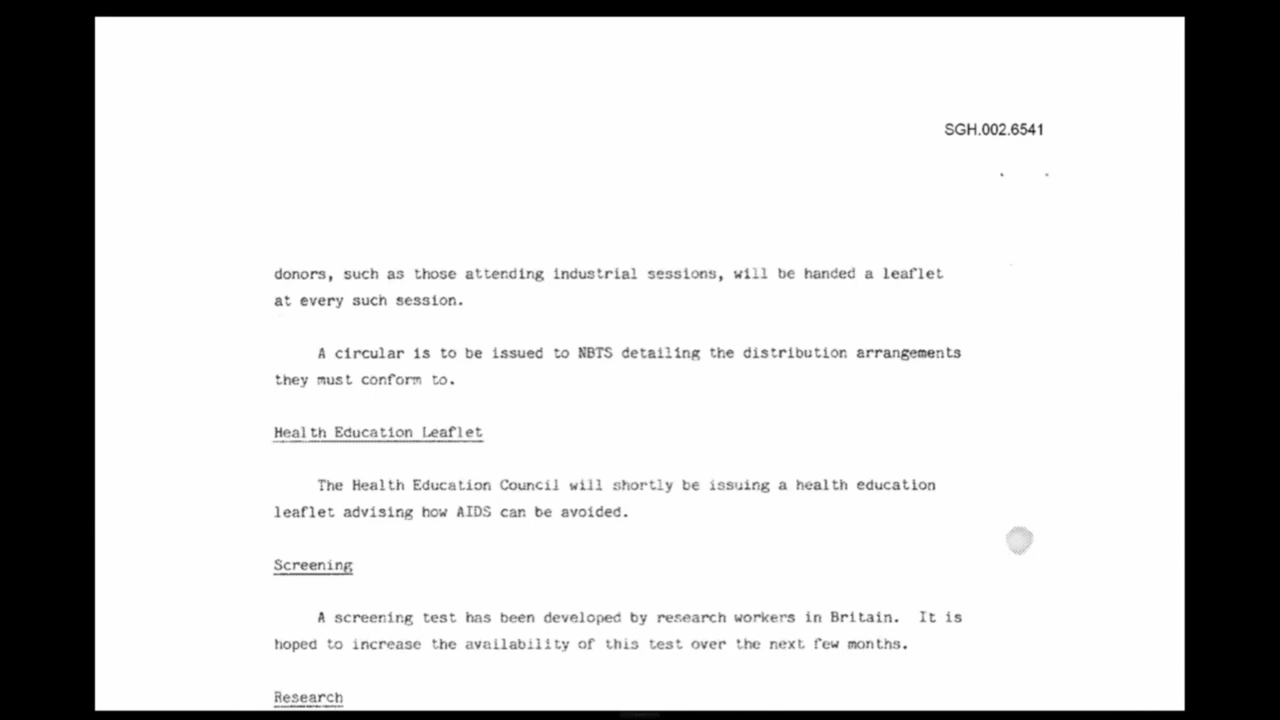 SGH.002.6541
donors, such as those attending industrial sessions, will be handed a leaflet
at every such session.
A circular is to be issued to NBTS detailing the distribution arrangements
they must conform to.
Health Education Leaflet
The Health Education Council will shortly be issuing a health education
leaflet advising how AIDS can be avoided.
Screening
A screening test has been developed by research workers in Britain. It is
hoped to increase the availability of this test over the next few months.
Research